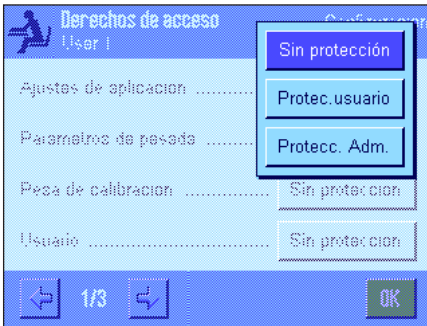 Derechos de acceso
User 1
Sin protección
Ajustes de aplicacion ..........
Protec.usuario
Parametros de pesada ........
Protecc. Adm.
Pesa de calibracion ............. Sin proteccion
Usuario ............................. Sin proteccion
1/3
OK